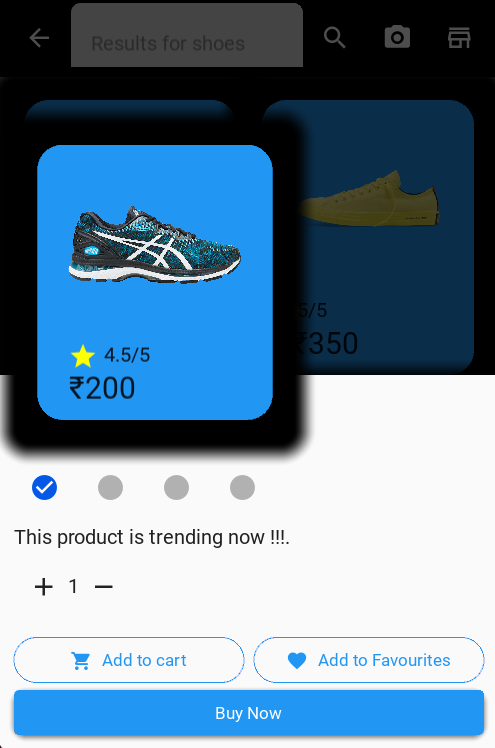 Results for shoes
5/5
₹350
4.5/5
₹200
This product is trending now !!!.
1
Add to cart
Add to Favourites
Buy Now